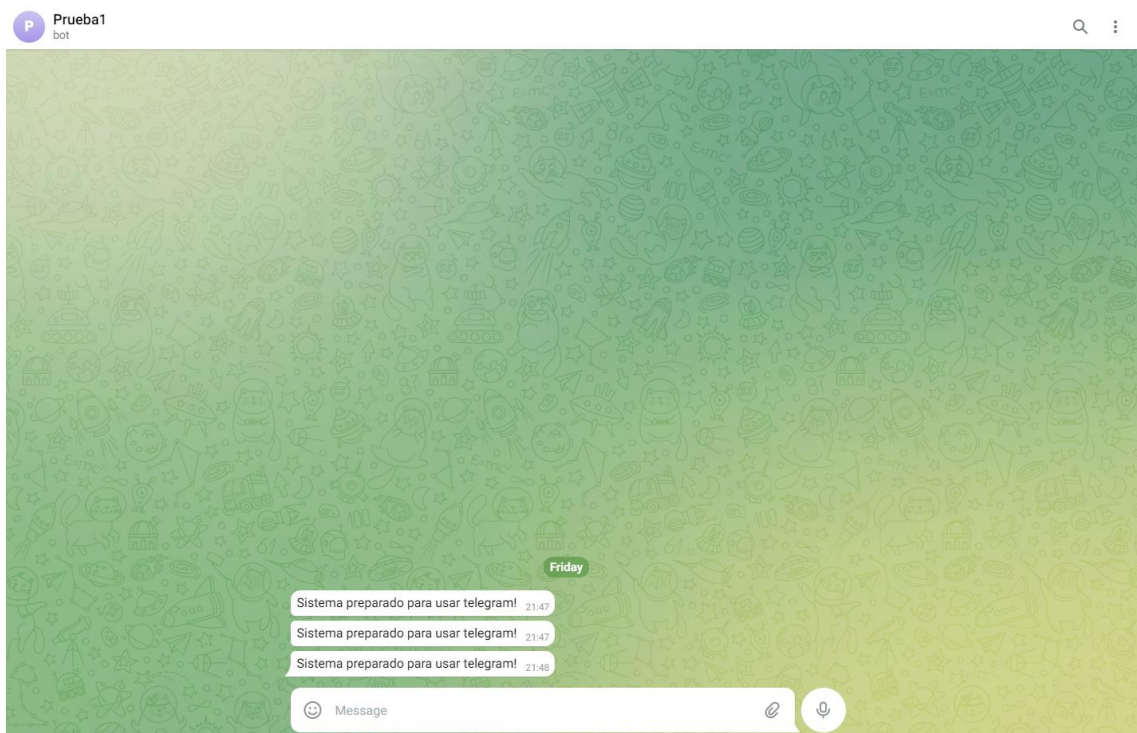 P
Prueba1
bot
Friday
Sistema preparado para usar telegram! 21:47
Sistema preparado para usar telegram! 21:47
Sistema preparado para usar telegram! 21:48
Message